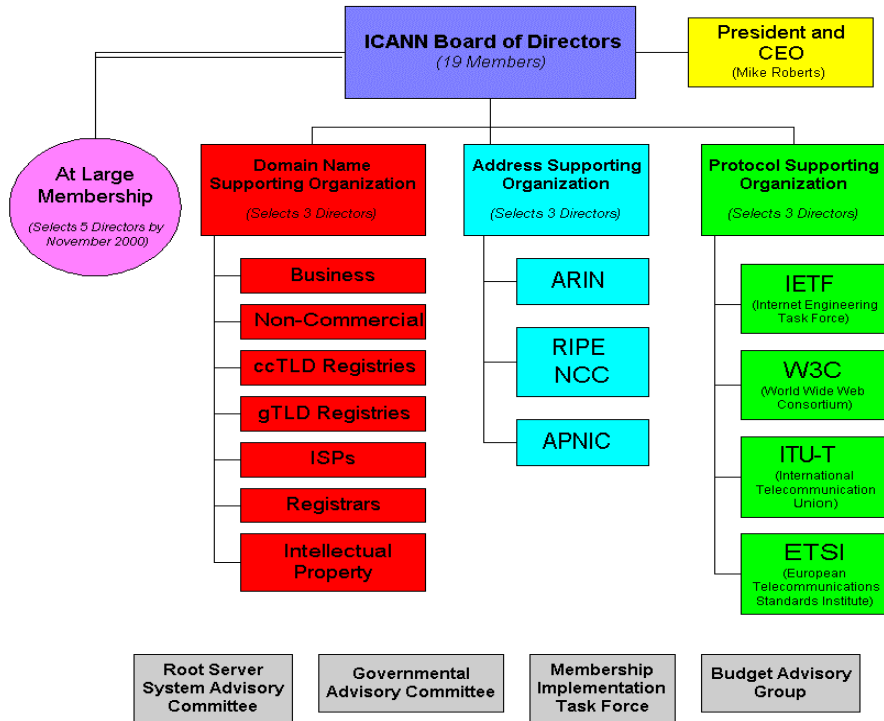 ICANN Board of Directors
(19 Members)
President and
CEO
(Mike Roberts)
At Large
Membership
(Selects 5 Directors by
November 2000)
Domain Name
Supporting Organization
(Selects 3 Directors)
Business
Non-Commercial
ccTLD Registries
gTLD Registries
ISPs
Registrars
Intellectual
Property
Address Supporting
Organization
(Selects 3 Directors)
ARIN
RIPE
NCC
APNIC
Protocol Supporting
Organization
(Selects 3 Directors)
IETF
(Internet Engineering
Task Force)
W3C
(World Wide Web
Consortium)
ITU-T
(International
Telecommunication
Union)
ETSI
(European
Telecommunications
Standards Institute)
Root Server
System Advisory
Committee
Governmental
Advisory Committee
Membership
Implementation
Task Force
Budget Advisory
Group